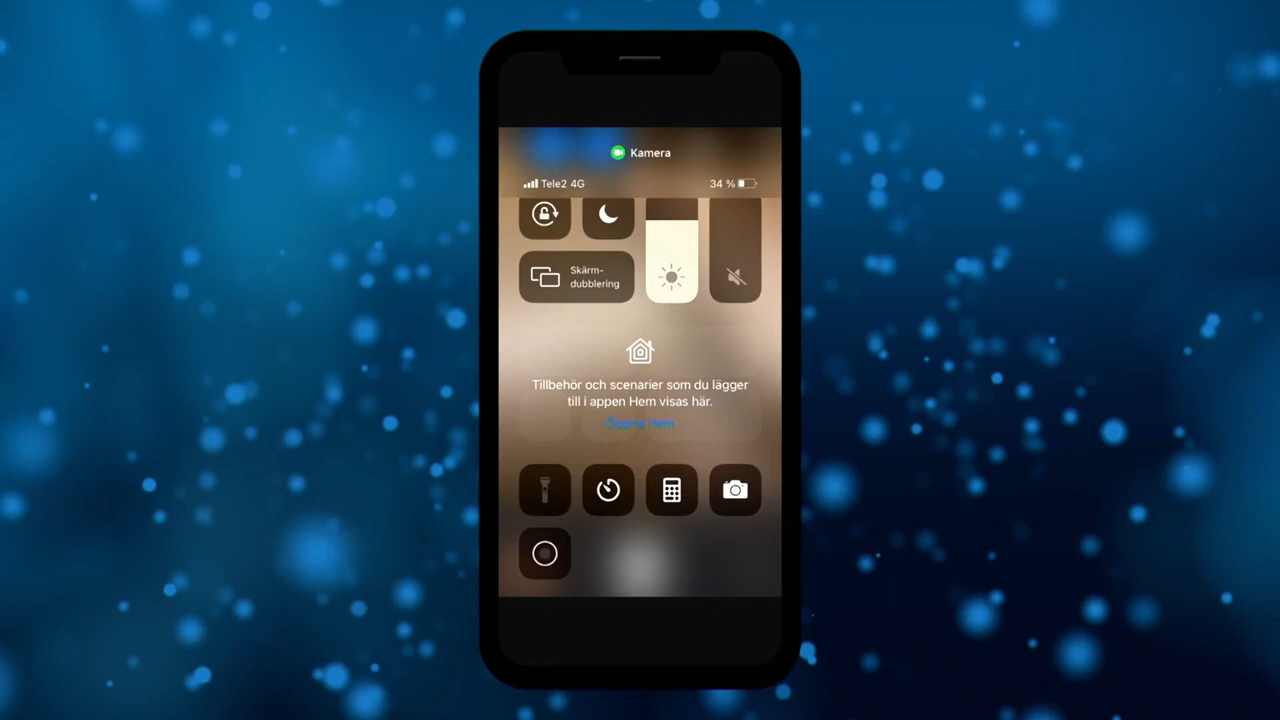 Kamera
Tele2 4G
34 %
Skärm-
dubblering
Tillbehör och scenarier som du lägger
till i appen Hem visas här.
Öppna Hem